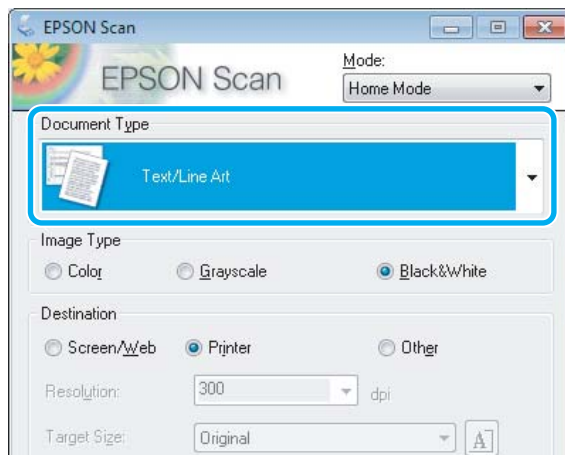 EPSON Scan
EPSON Scan
Mode:
Home Mode
Document Type
Text/Line Art
Image Type
Color
Grayscale
Black&White
Destination
Screen/Web
Printer
Other
Resolution:
300
dpi
Target Size:
Original
A